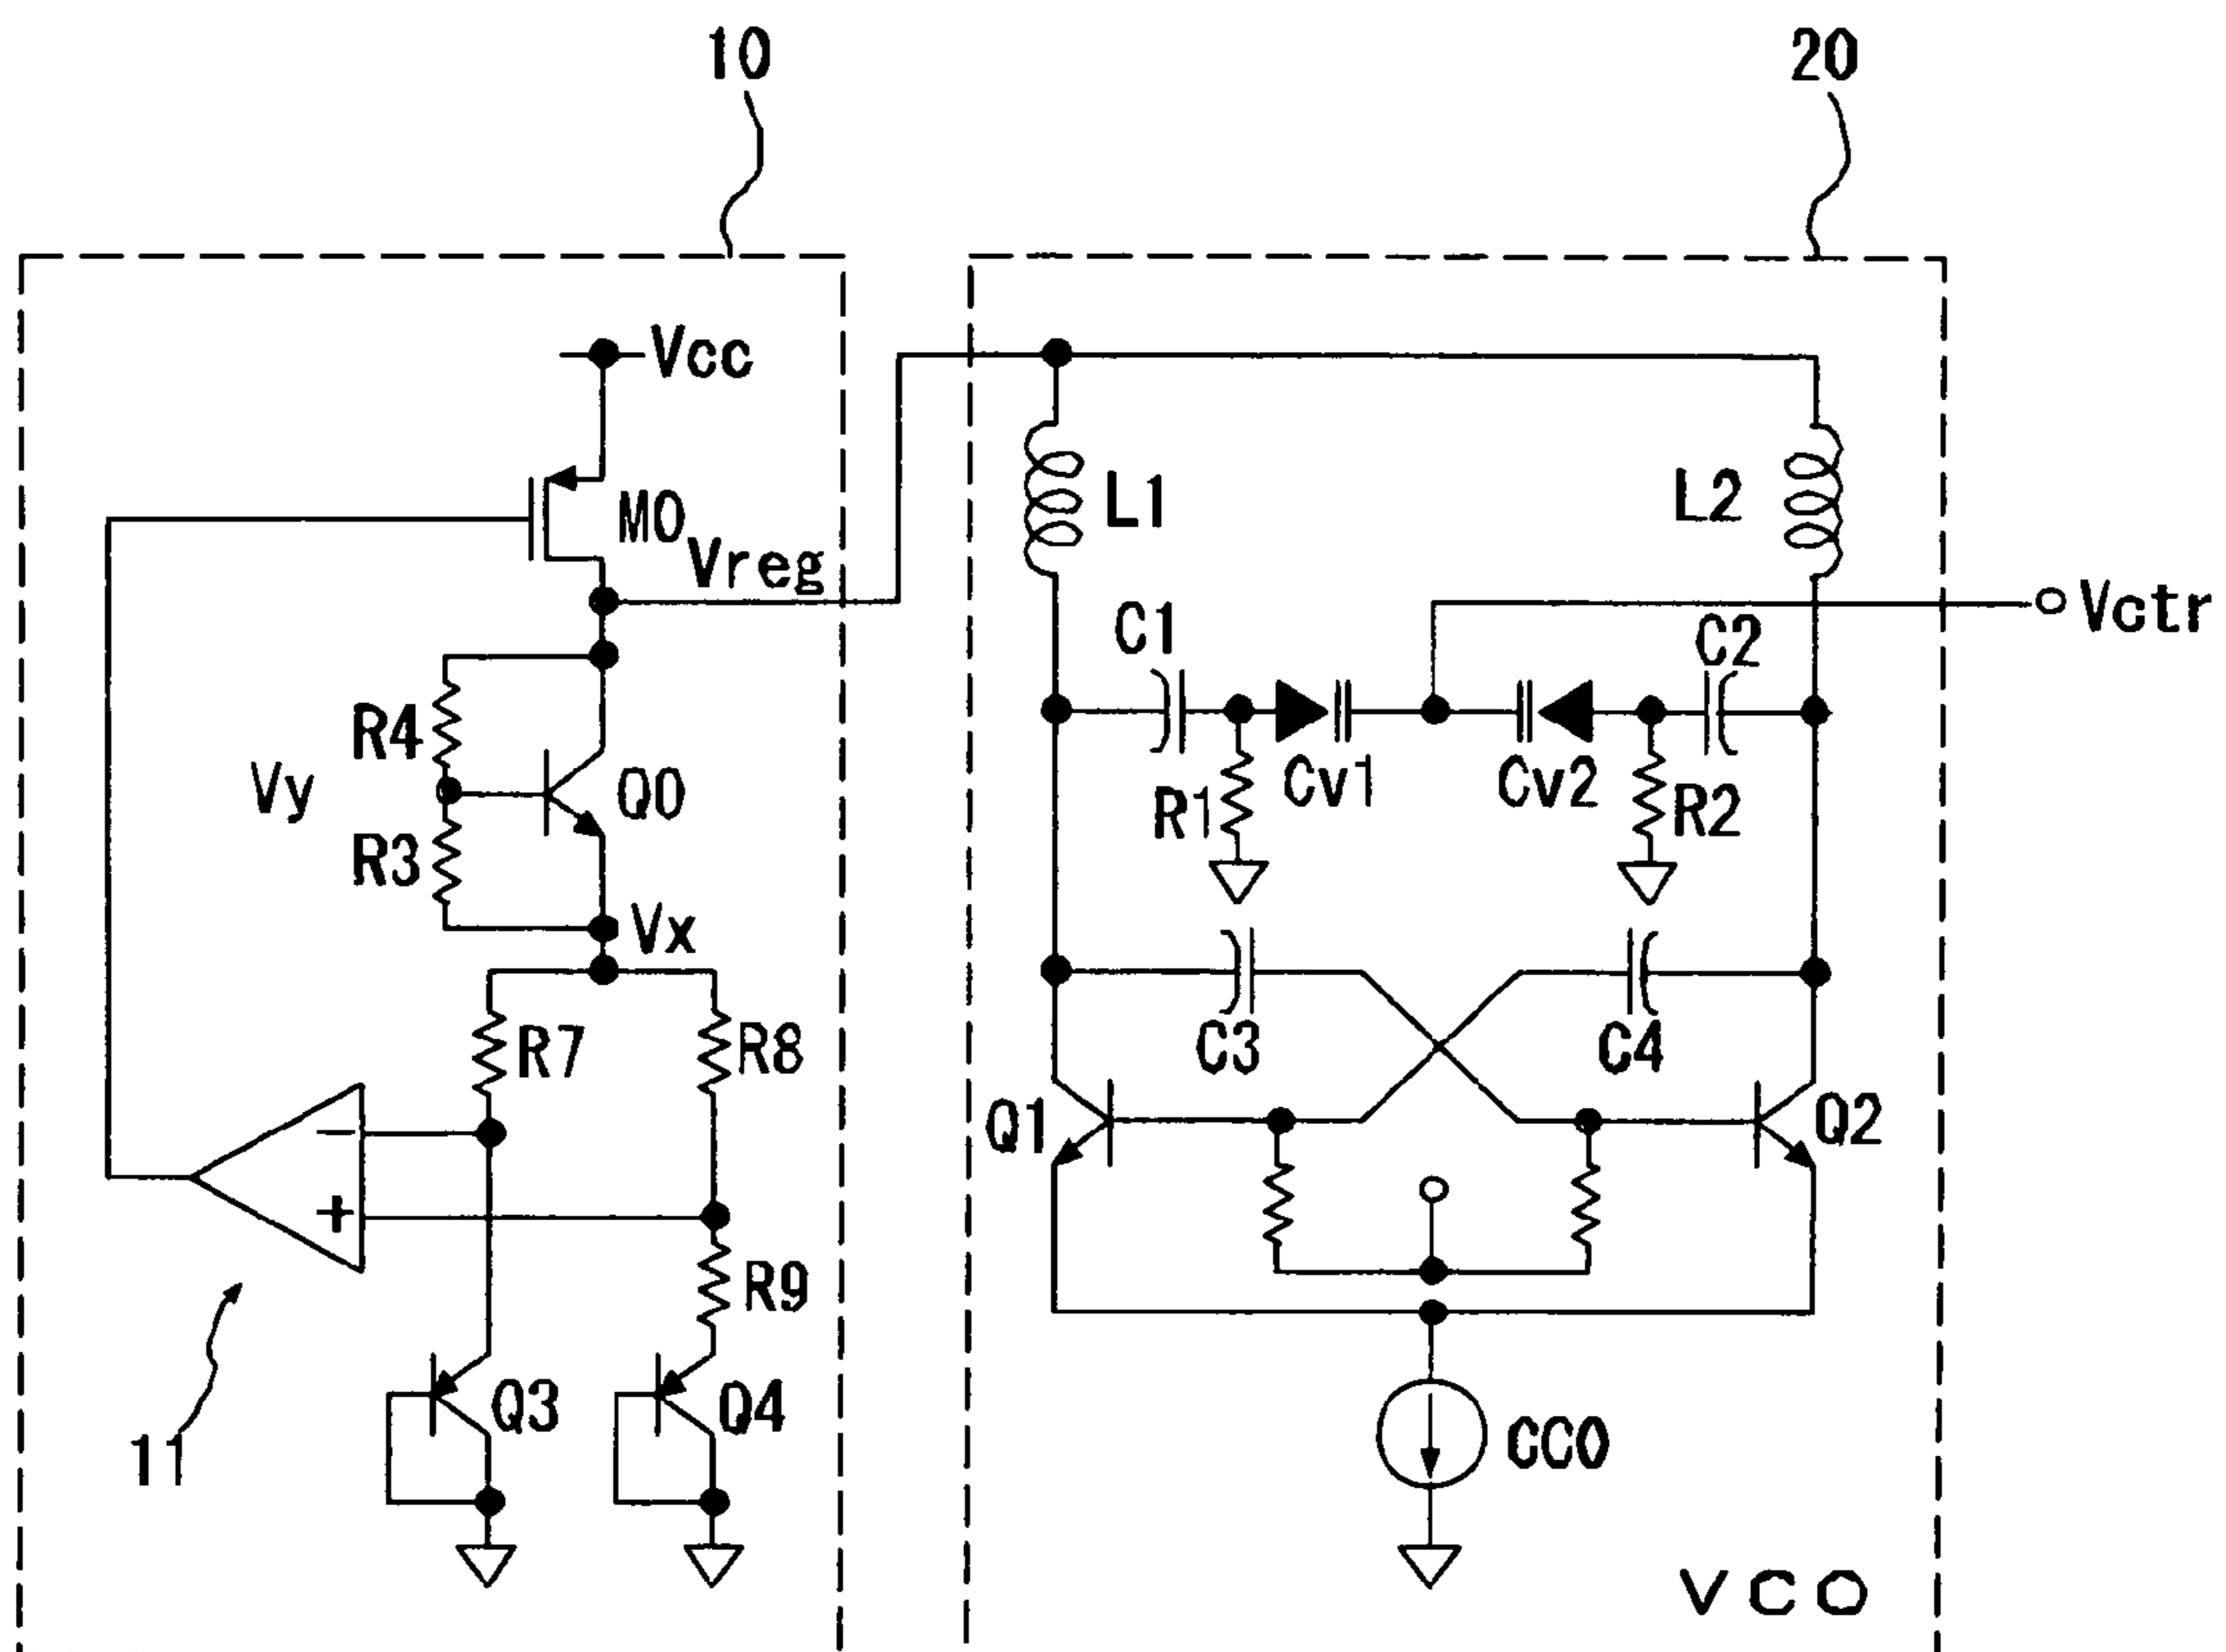 10
20
Vcc
M0
Vreg
L1
L2
Vctr
C1
C2
R4
Vy
Q0
Cv1
Cv2
R1
R2
R3
Vx
R7
R8
C3
C4
Q1
Q2
−
+
R9
Q3
Q4
11
CC0
VCO